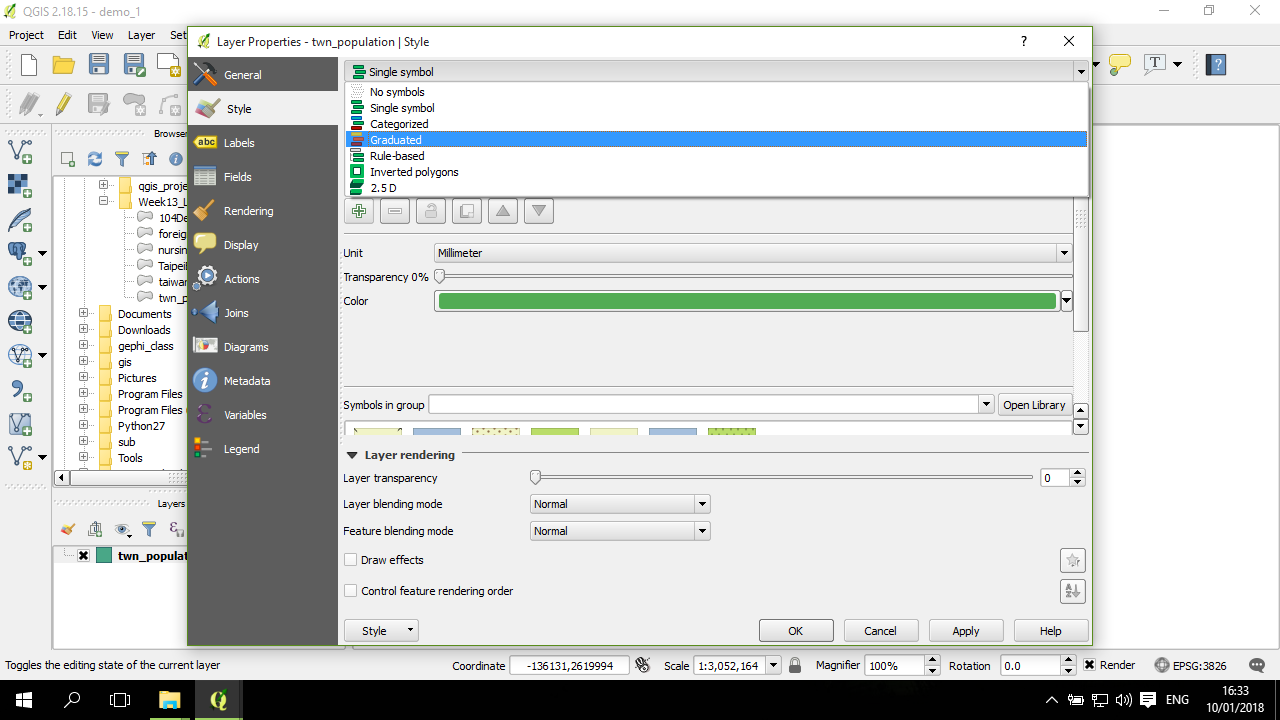 QGIS 2.18.15 - demo_1
Project Edit View Layer Set
Layer Properties - twn_population | Style
?
General
Style
Labels
Fields
Rendering
Display
Actions
Joins
Diagrams
Metadata
Variables
Legend
Single symbol
No symbols
Single symbol
Categorized
Graduated
Rule-based
Inverted polygons
2.5 D
Unit
Millimeter
Transparency 0%
Color
Symbols in group
Open Library
Layer rendering
Layer transparency
0
Layer blending mode
Normal
Feature blending mode
Normal
Draw effects
Control feature rendering order
Style
OK
Cancel
Apply
Help
Browser
qgis_proje
Week13_L
104De
foreig
nursin
Taipei
taiwar
twn_p
Documents
Downloads
gephi_class
gis
Pictures
Program Files
Program Files
Python27
sub
Tools
Layers
twn_populat
abc
T
?
A
Z
Toggles the editing state of the current layer
Coordinate -136131,2619994
Scale 1:3,052,164
Magnifier 100%
Rotation 0.0
Render
EPSG:3826
ENG
16:33
10/01/2018